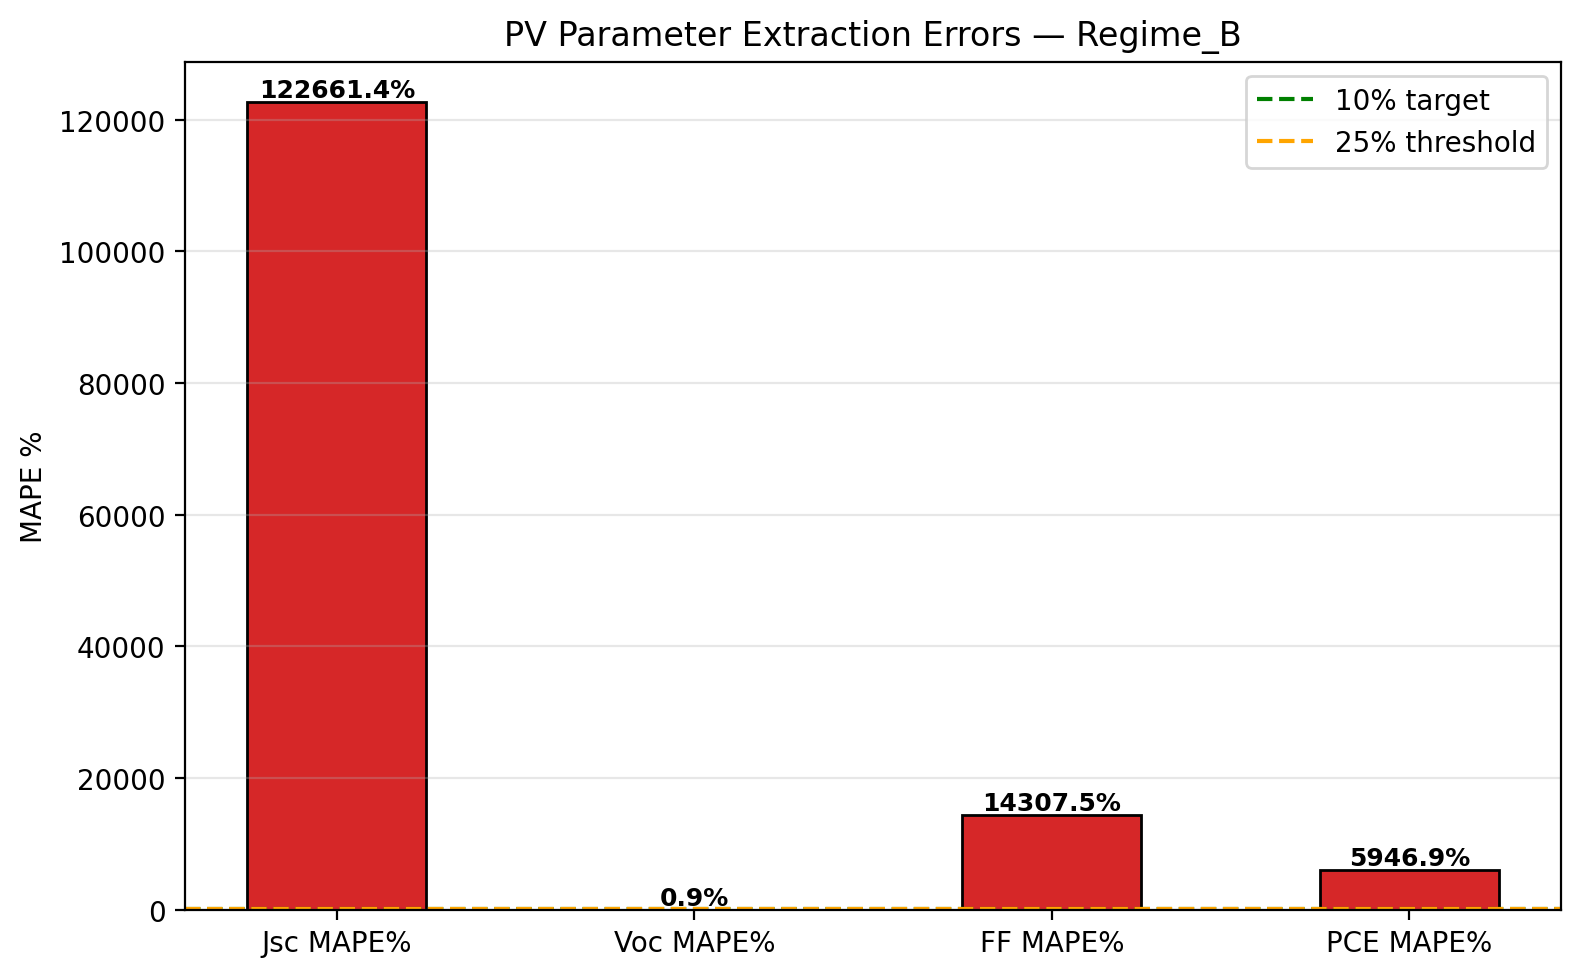 PV Parameter Extraction Errors — Regime_B
122661.4%
10% target
25% threshold
120000
100000
80000
60000
40000
20000
0
MAPE %
0.9%
14307.5%
5946.9%
Jsc MAPE%
Voc MAPE%
FF MAPE%
PCE MAPE%